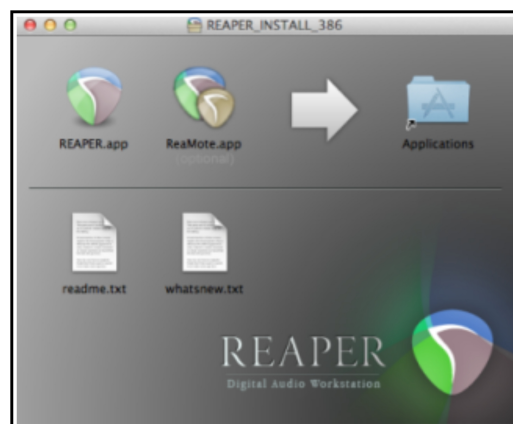 REAPER_INSTALL_386
REAPER.app
ReaMote.app
(optional)
Applications
readme.txt
whatsnew.txt
REAPER
Digital Audio Workstation